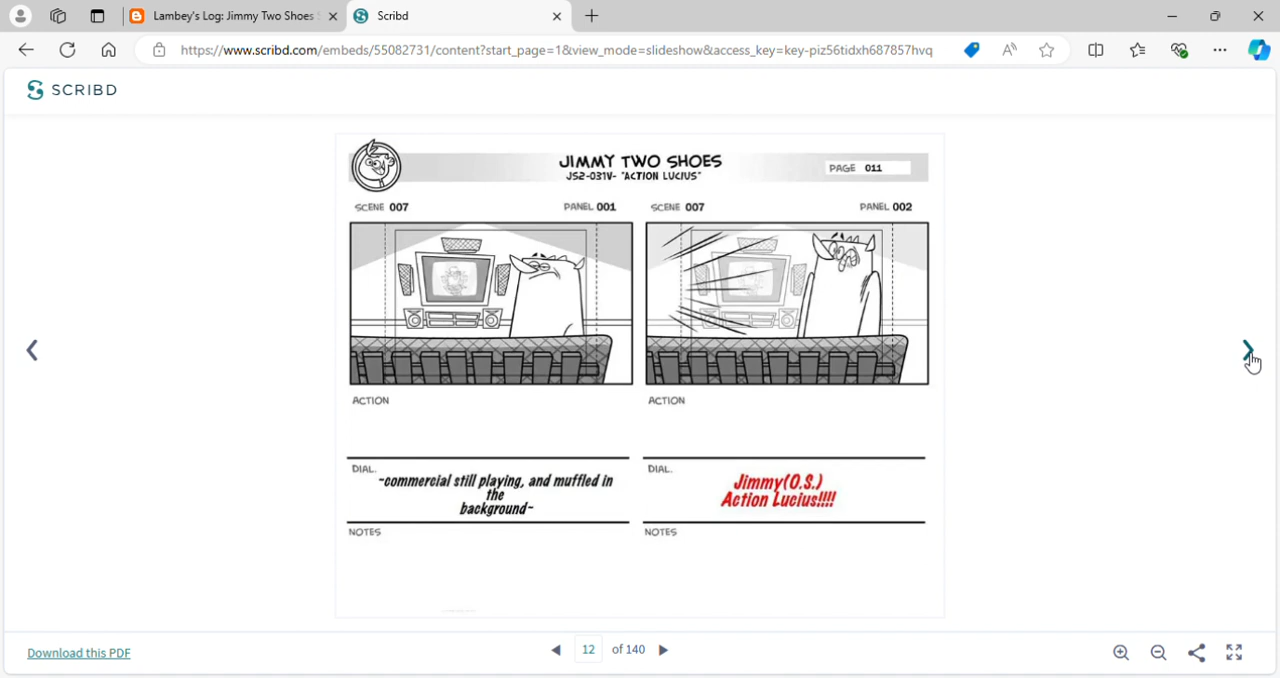 Lambey's Log: Jimmy Two Shoes S
Scribd
https://www.scribd.com/embeds/55082731/content?start_page=1&view_mode=slideshow&access_key=key-piz56tidxh687857hvq
SCRIBD
JIMMY TWO SHOES
JS2-031V- "ACTION LUCIUS"
PAGE 011
SCENE 007 PANEL 001
SCENE 007 PANEL 002
ACTION
ACTION
DIAL.
~commercial still playing, and muffled in
the
background~
DIAL.
Jimmy(O.S.)
Action Lucius!!!!
NOTES
NOTES
Download this PDF
12 of 140